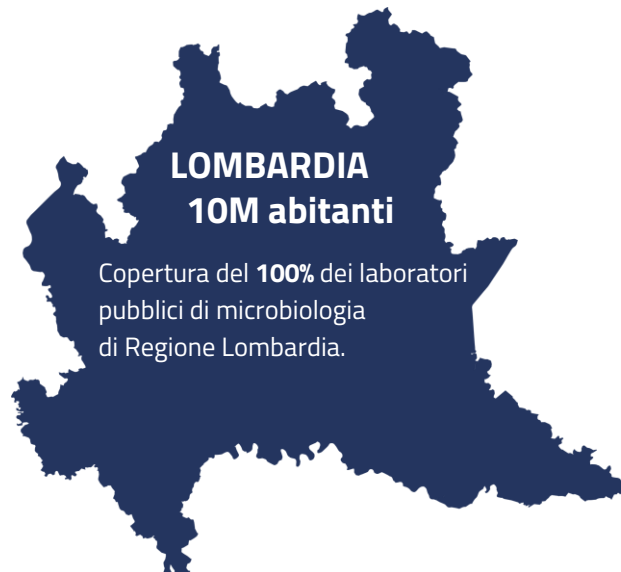 LOMBARDIA
10M abitanti
Copertura del 100% dei laboratori
pubblici di microbiologia
di Regione Lombardia.